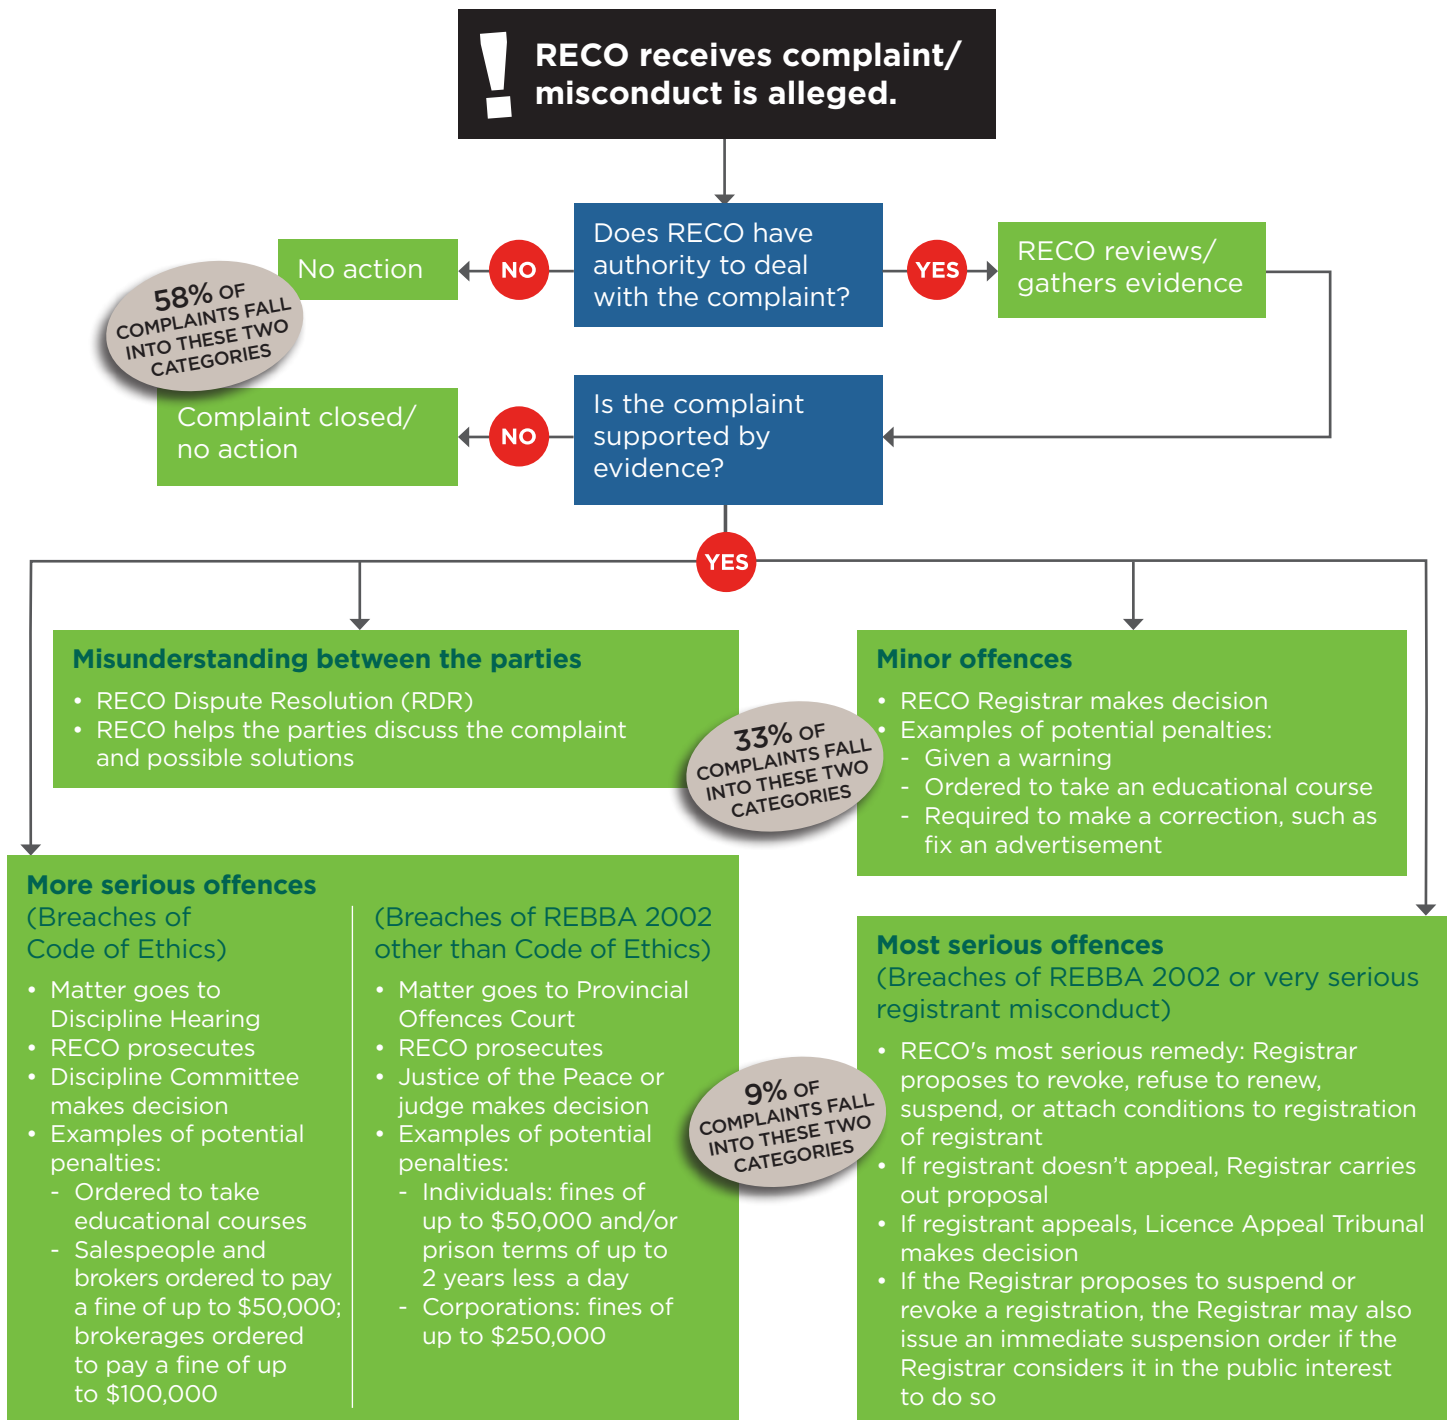 !
RECO receives complaint/
misconduct is alleged.
Does RECO have
authority to deal
with the complaint?
NO
No action
YES
RECO reviews/
gathers evidence
58% OF
COMPLAINTS FALL
INTO THESE TWO
CATEGORIES
Is the complaint
supported by
evidence?
NO
Complaint closed/
no action
YES
Misunderstanding between the parties
• RECO Dispute Resolution (RDR)
• RECO helps the parties discuss the complaint
and possible solutions
33% OF
COMPLAINTS FALL
INTO THESE TWO
CATEGORIES
Minor offences
• RECO Registrar makes decision
• Examples of potential penalties:
- Given a warning
- Ordered to take an educational course
- Required to make a correction, such as
fix an advertisement
More serious offences
(Breaches of
Code of Ethics)
• Matter goes to
Discipline Hearing
• RECO prosecutes
• Discipline Committee
makes decision
• Examples of potential
penalties:
- Ordered to take
educational courses
- Salespeople and
brokers ordered to pay
a fine of up to $50,000;
brokerages ordered
to pay a fine of up
to $100,000
(Breaches of REBBA 2002
other than Code of Ethics)
• Matter goes to Provincial
Offences Court
• RECO prosecutes
• Justice of the Peace or
judge makes decision
• Examples of potential
penalties:
- Individuals: fines of
up to $50,000 and/or
prison terms of up to
2 years less a day
- Corporations: fines of
up to $250,000
9% OF
COMPLAINTS FALL
INTO THESE TWO
CATEGORIES
Most serious offences
(Breaches of REBBA 2002 or very serious
registrant misconduct)
• RECO's most serious remedy: Registrar
proposes to revoke, refuse to renew,
suspend, or attach conditions to registration
of registrant
• If registrant doesn’t appeal, Registrar carries
out proposal
• If registrant appeals, Licence Appeal Tribunal
makes decision
• If the Registrar proposes to suspend or
revoke a registration, the Registrar may also
issue an immediate suspension order if the
Registrar considers it in the public interest
to do so